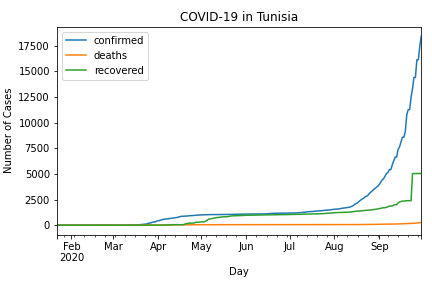 COVID-19 in Tunisia
confirmed
deaths
recovered
17500
15000
12500
10000
7500
5000
2500
0
Number of Cases
Feb Mar Apr May Jun Jul Aug Sep
2020
Day